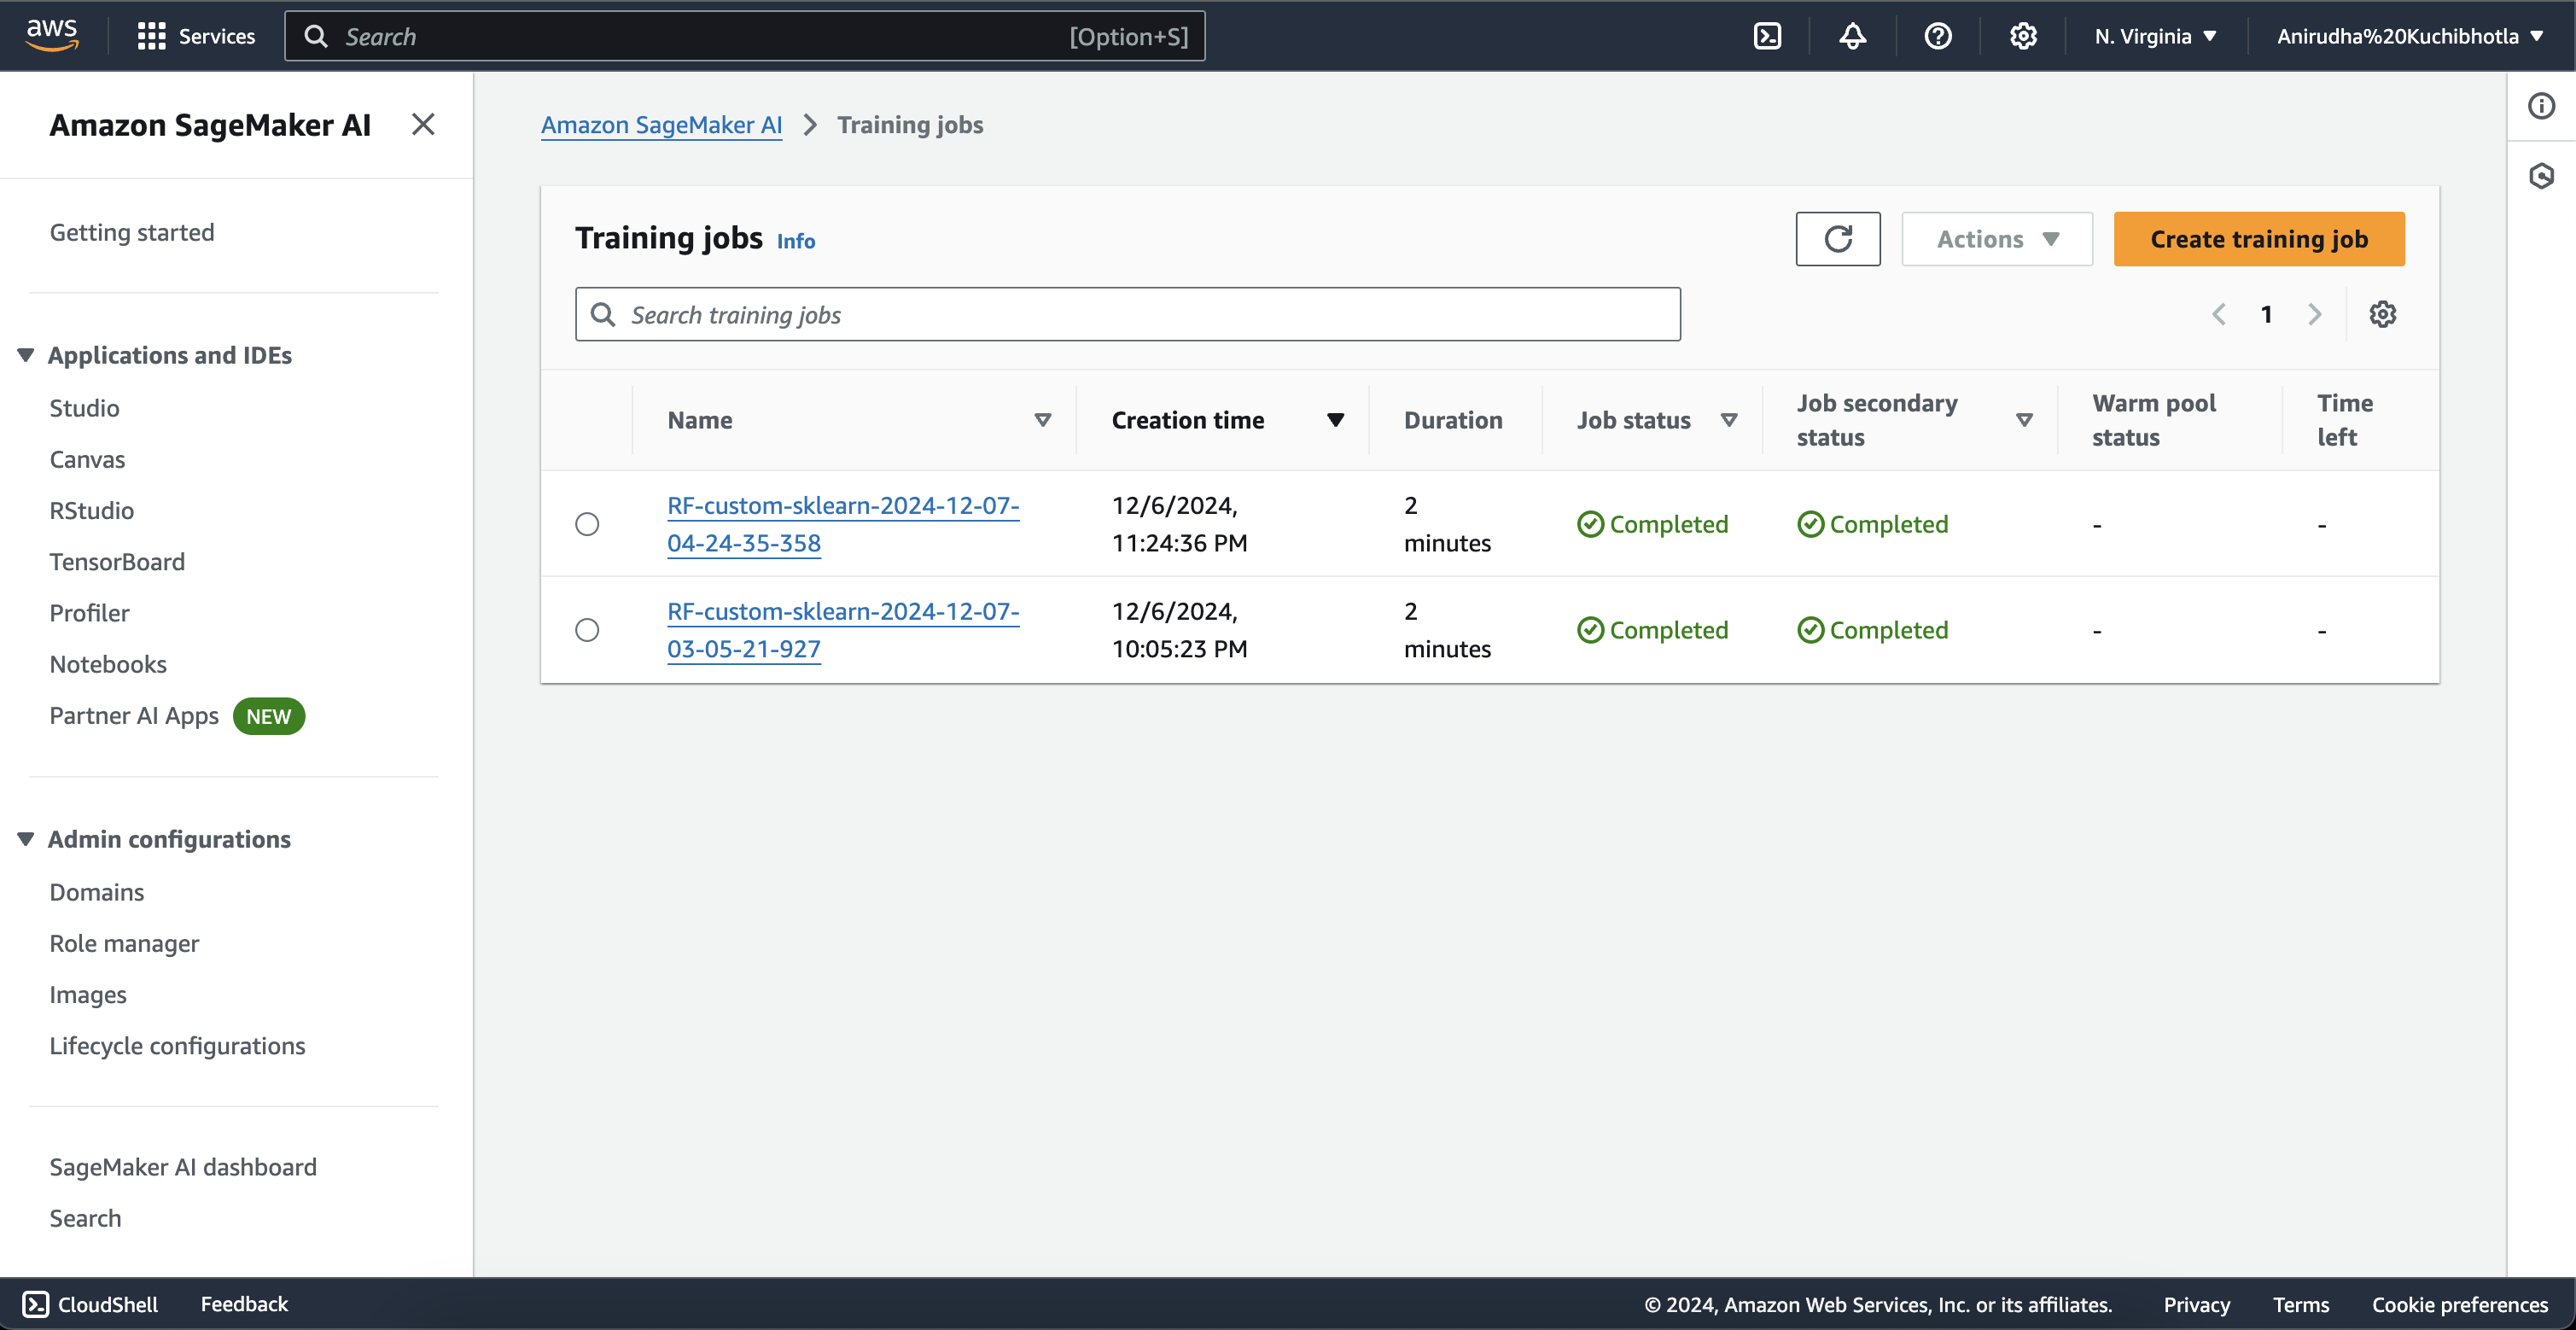 aws
Services
Search
[Option+S]
N. Virginia
Anirudha%20Kuchibhotla
Amazon SageMaker AI
Getting started
Applications and IDEs
Studio
Canvas
RStudio
TensorBoard
Profiler
Notebooks
Partner AI Apps NEW
Admin configurations
Domains
Role manager
Images
Lifecycle configurations
SageMaker AI dashboard
Search
Amazon SageMaker AI > Training jobs
Training jobs Info
Actions
Create training job
Search training jobs
1
Name
Creation time
Duration
Job status
Job secondary
status
Warm pool
status
Time
left
RF-custom-sklearn-2024-12-07-
04-24-35-358
12/6/2024,
11:24:36 PM
2
minutes
Completed
Completed
-
-
RF-custom-sklearn-2024-12-07-
03-05-21-927
12/6/2024,
10:05:23 PM
2
minutes
Completed
Completed
-
-
CloudShell
Feedback
© 2024, Amazon Web Services, Inc. or its affiliates.
Privacy
Terms
Cookie preferences